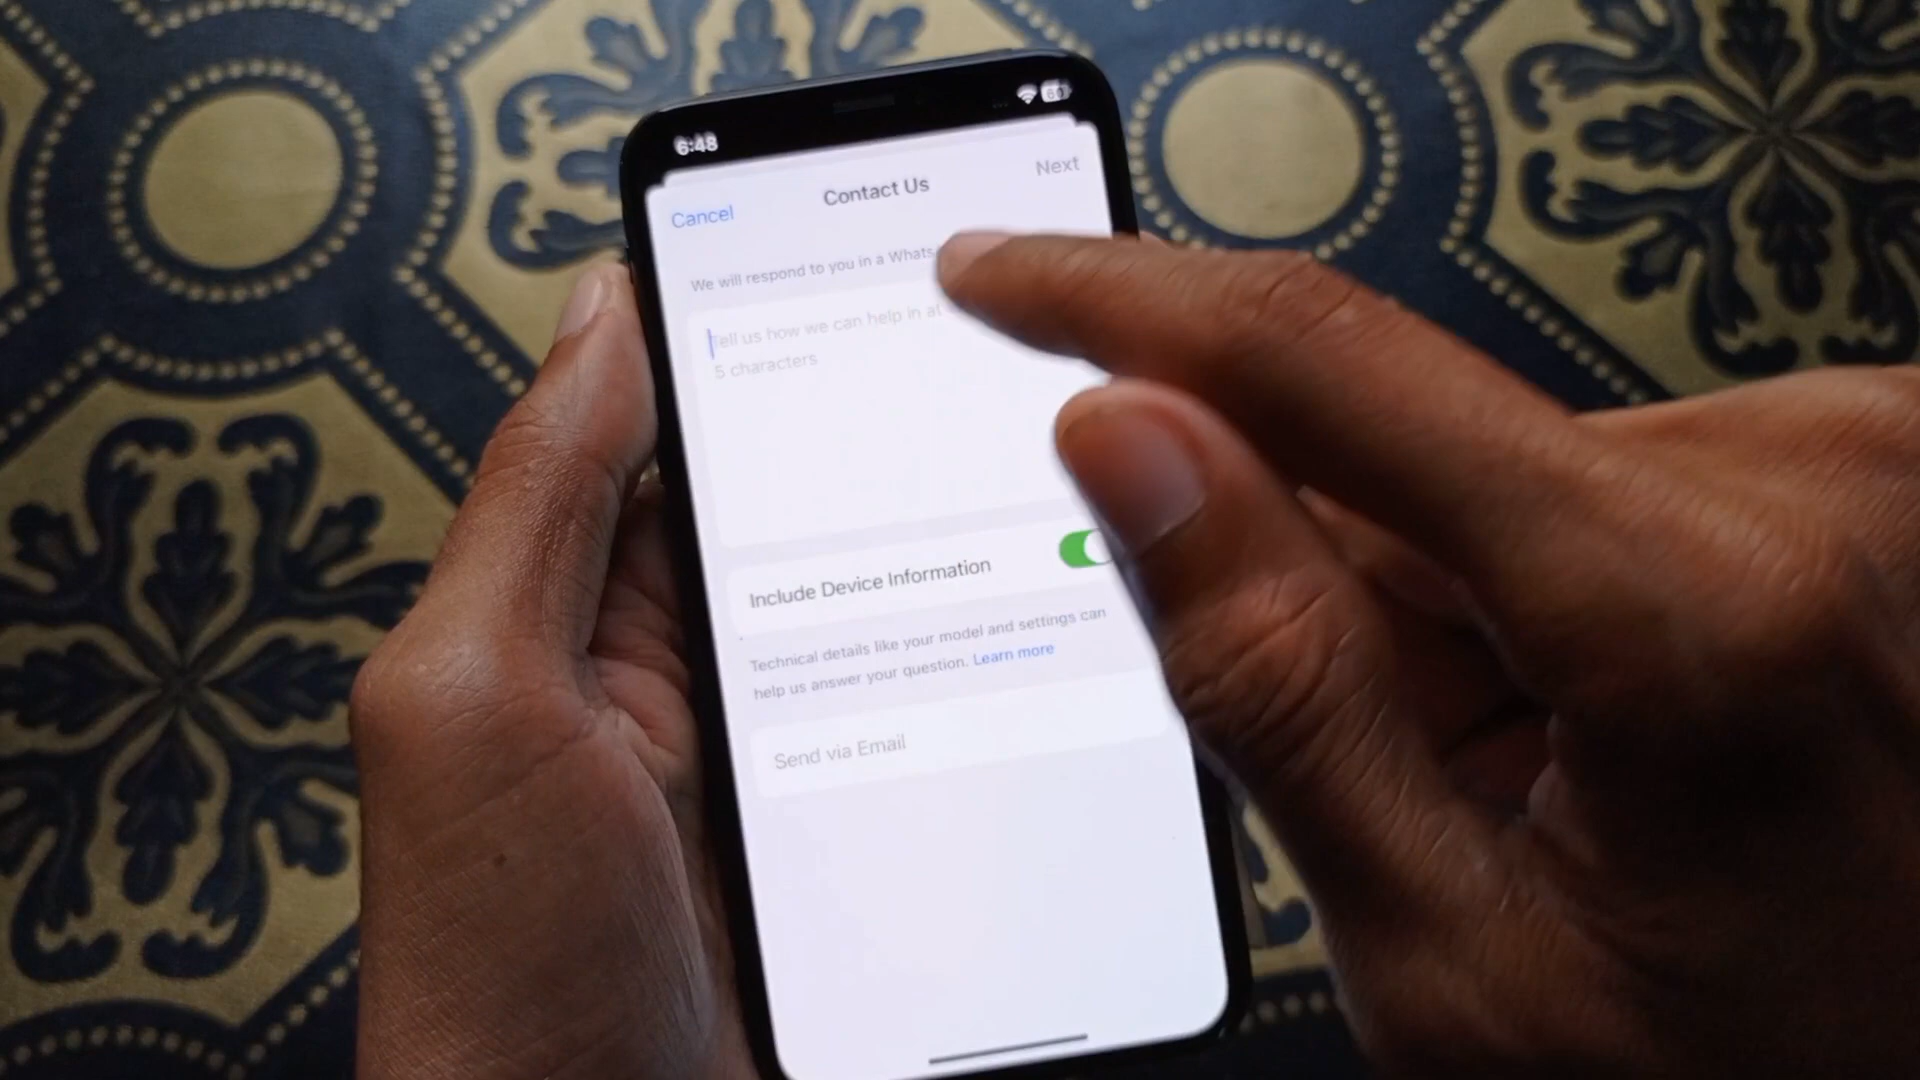 6:48
60
Cancel
Contact Us
Next
We will respond to you in a Whats
Tell us how we can help in at
5 characters
Include Device Information
Technical details like your model and settings can
help us answer your question. Learn more
Send via Email